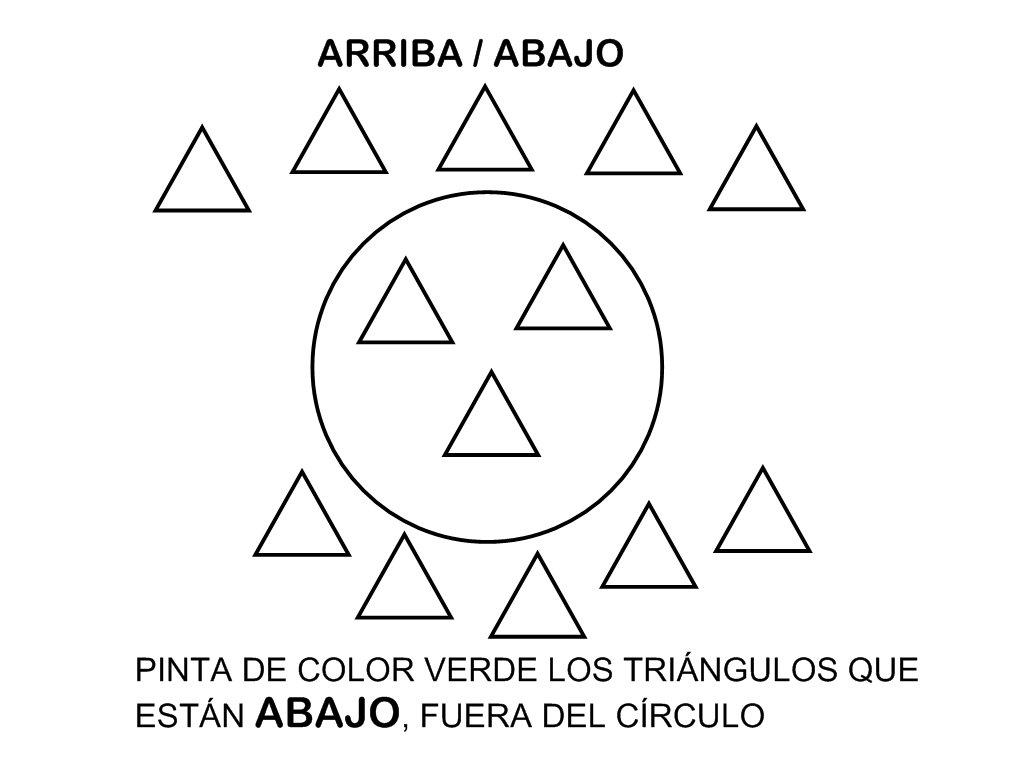 ARRIBA / ABAJO
PINTA DE COLOR VERDE LOS TRIÁNGULOS QUE
ESTÁN ABAJO, FUERA DEL CÍRCULO